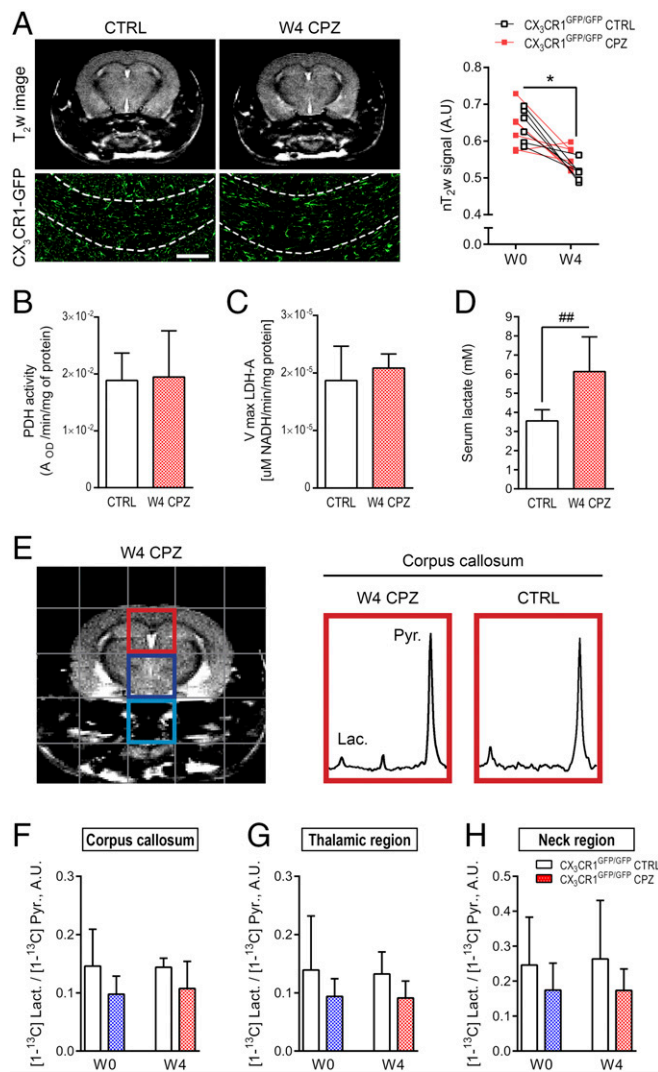 A
CTRL
W4 CPZ
T₂w image
CX₃CR1-GFP
CX₃CR1ᴳᶠᴾ/ᴳᶠᴾ CTRL
CX₃CR1ᴳᶠᴾ/ᴳᶠᴾ CPZ
*
nT₂w signal (A.U)
0.8
0.7
0.6
0.5
0.0
W0
W4
B
PDH activity
(A OD /min/mg of protein)
3×10⁻²
2×10⁻²
1×10⁻²
0
CTRL
W4 CPZ
C
V max LDH-A
[uM NADH/min/mg protein]
3×10⁻⁵
2×10⁻⁵
1×10⁻⁵
0
CTRL
W4 CPZ
D
##
Serum lactate (mM)
9
8
7
6
5
4
3
2
1
0
CTRL
W4 CPZ
E
W4 CPZ
Corpus callosum
W4 CPZ
CTRL
Pyr.
Lac.
F
Corpus callosum
[1-¹³C] Lact. / [1-¹³C] Pyr., A.U.
0.3
0.2
0.1
0.0
W0
W4
G
Thalamic region
[1-¹³C] Lact. / [1-¹³C] Pyr., A.U.
0.3
0.2
0.1
0.0
W0
W4
H
Neck region
CX₃CR1ᴳᶠᴾ/ᴳᶠᴾ CTRL
CX₃CR1ᴳᶠᴾ/ᴳᶠᴾ CPZ
[1-¹³C] Lact. / [1-¹³C] Pyr., A.U.
0.5
0.4
0.3
0.2
0.1
0.0
W0
W4